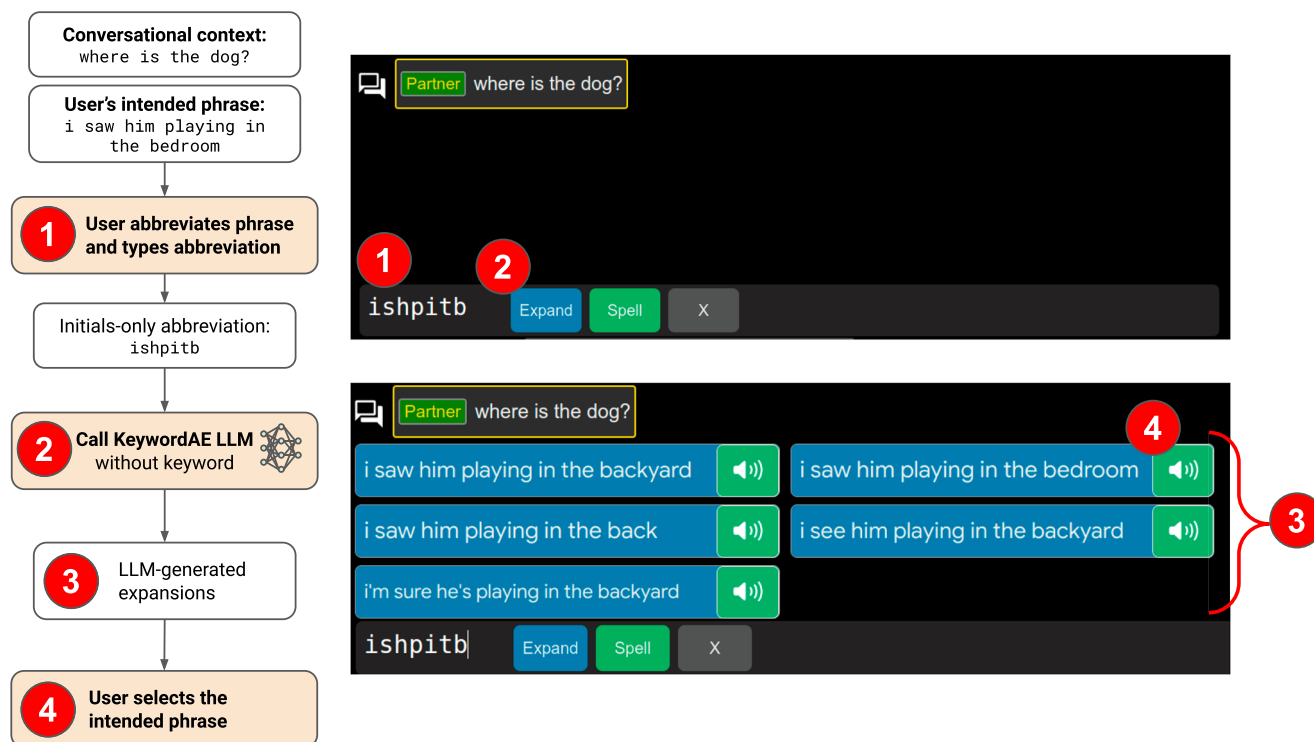 Conversational context:
where is the dog?
User's intended phrase:
i saw him playing in
the bedroom
1
User abbreviates phrase
and types abbreviation
Initials-only abbreviation:
ishpitb
2
Call KeywordAE LLM
without keyword
3
LLM-generated
expansions
4
User selects the
intended phrase
Partner where is the dog?
1
2
ishpitb Expand Spell X
Partner where is the dog?
4
i saw him playing in the backyard
i saw him playing in the bedroom
i saw him playing in the back
i see him playing in the backyard
i'm sure he's playing in the backyard
3
ishpitb Expand Spell X